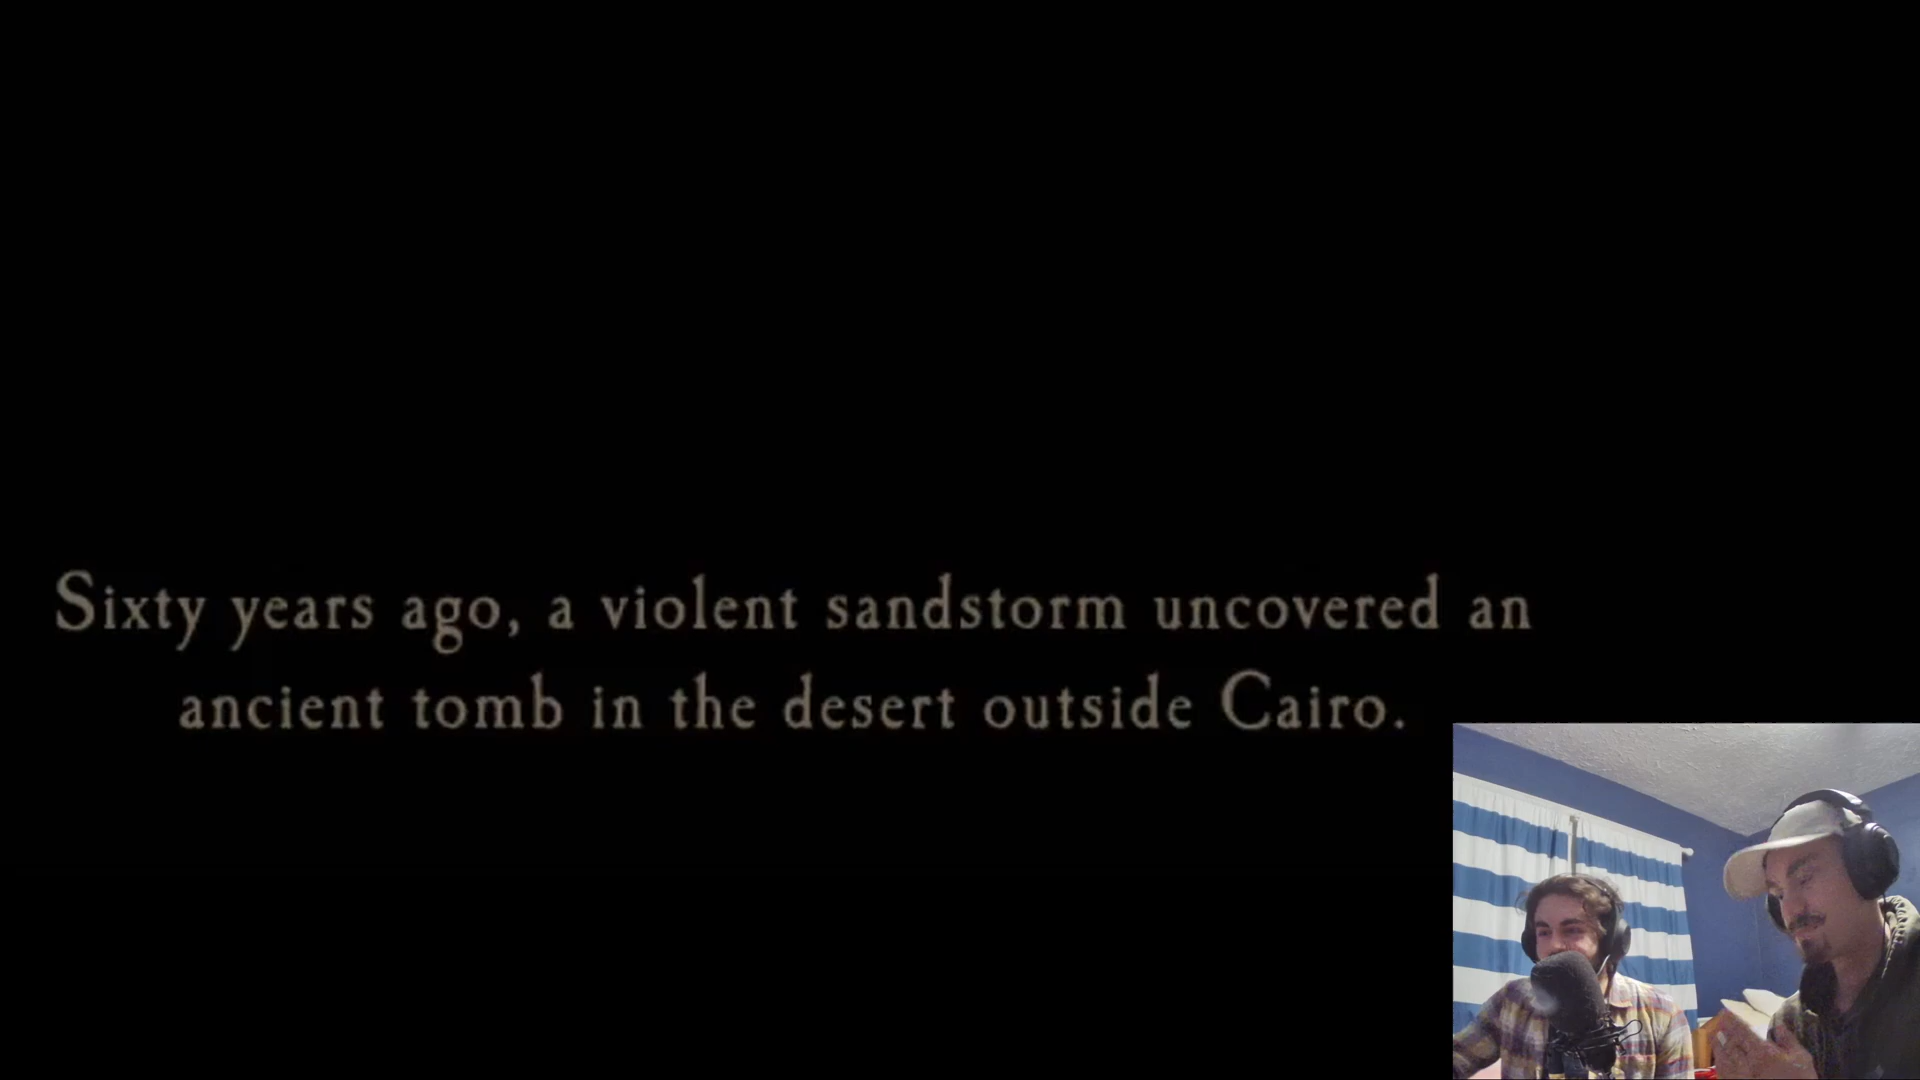 Sixty years ago, a violent sandstorm uncovered an
ancient tomb in the desert outside Cairo.